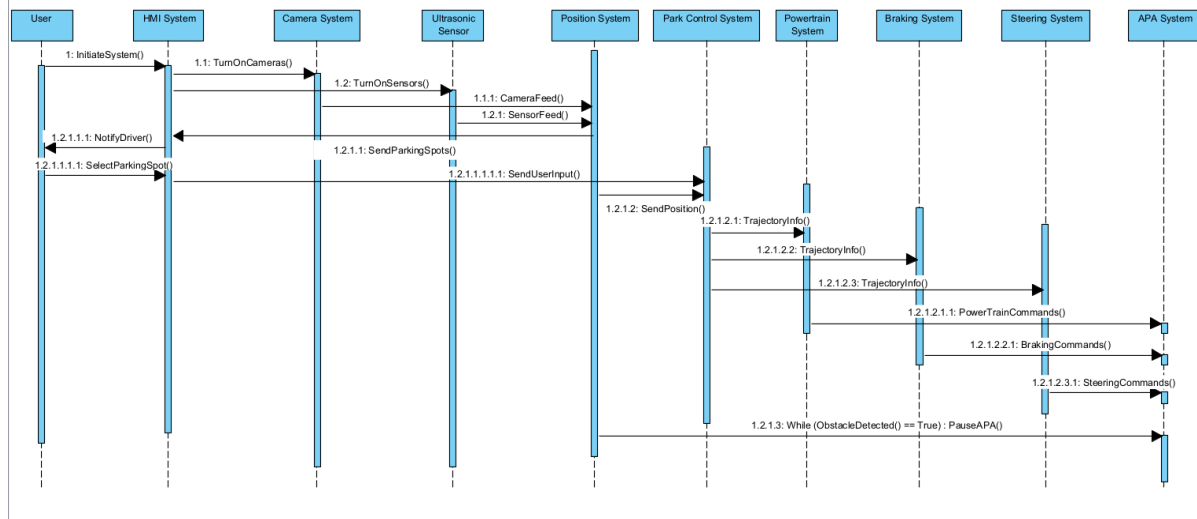 User
HMI System
Camera System
Ultrasonic
Sensor
Position System
Park Control System
Powertrain
System
Braking System
Steering System
APA System
1: InitiateSystem()
1.1: TurnOnCameras()
1.2: TurnOnSensors()
1.1.1: CameraFeed()
1.2.1: SensorFeed()
1.2.1.1.1: NotifyDriver()
1.2.1.1: SendParkingSpots()
1.2.1.1.1.1: SelectParkingSpot()
1.2.1.1.1.1.1: SendUserInput()
1.2.1.2: SendPosition()
1.2.1.2.1: TrajectoryInfo()
1.2.1.2.2: TrajectoryInfo()
1.2.1.2.3: TrajectoryInfo()
1.2.1.2.1.1: PowerTrainCommands()
1.2.1.2.2.1: BrakingCommands()
1.2.1.2.3.1: SteeringCommands()
1.2.1.3: While (ObstacleDetected() == True) : PauseAPA()